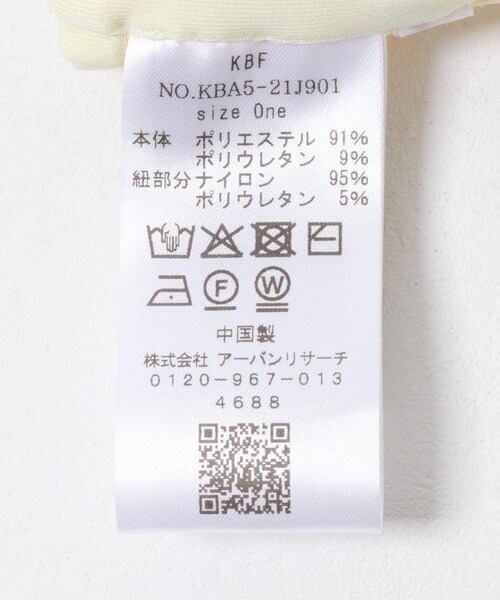 KBF
NO.KBA5-21J901
size One
本体 ポリエステル 91%
ポリウレタン 9%
紐部分 ナイロン 95%
ポリウレタン 5%
F W
中国製
株式会社 アーバンリサーチ
0120-967-013
4688